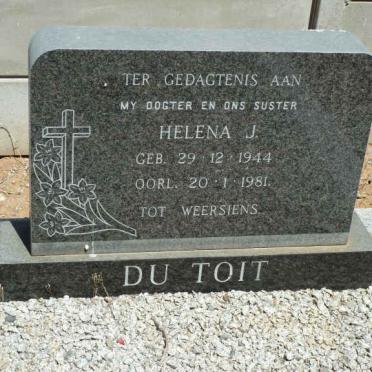 TER GEDAGTENIS AAN
MY DOGTER EN ONS SUSTER
HELENA J.
GEB. 29·12·1944
OORL. 20·1·1981.
TOT WEERSIENS.
DU TOIT